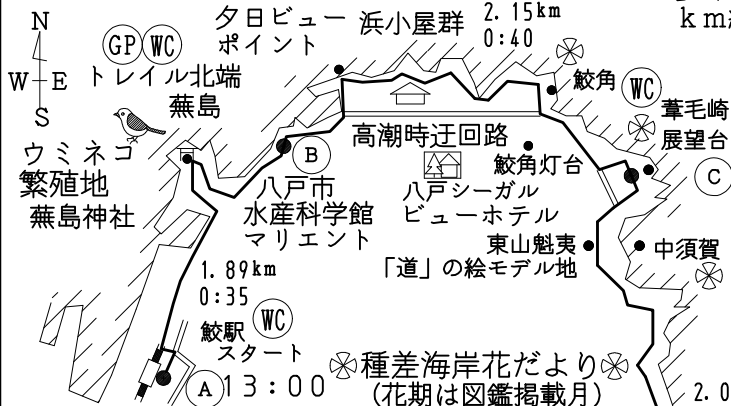 N
W E
S
GP WC
トレイル北端
蕪島
ウミネコ
繁殖地
蕪島神社
夕日ビュー
ポイント
浜小屋群
2.15km
0:40
高潮時迂回路
B
八戸市
水産科学館
マリエント
八戸シーガル
ビューホテル
鮫角灯台
鮫角
WC
葦毛崎
展望台
C
東山魁夷
「道」の絵モデル地
中須賀
1.89km
0:35
鮫駅
WC
スタート
A 13:00
種差海岸花だより
(花期は図鑑掲載月)